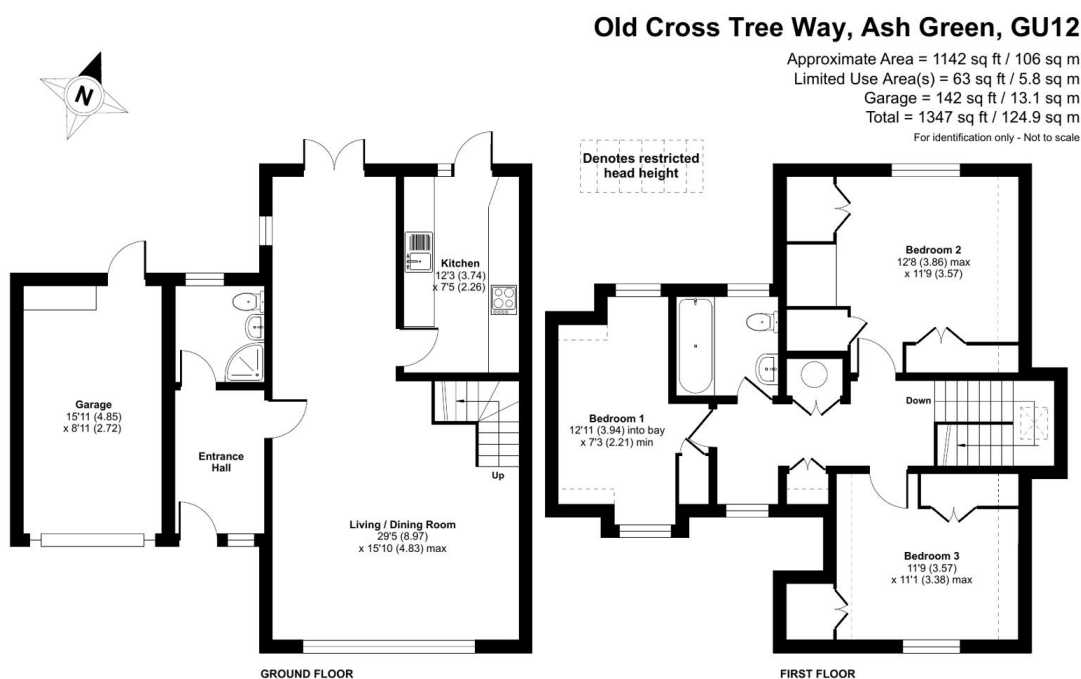 Old Cross Tree Way, Ash Green, GU12
Approximate Area = 1142 sq ft / 106 sq m
Limited Use Area(s) = 63 sq ft / 5.8 sq m
Garage = 142 sq ft / 13.1 sq m
Total = 1347 sq ft / 124.9 sq m
For identification only - Not to scale
N
Denotes restricted
head height
Kitchen
12'3 (3.74)
x 7'5 (2.26)
Garage
15'11 (4.85)
x 8'11 (2.72)
Entrance
Hall
Up
Living / Dining Room
29'5 (8.97)
x 15'10 (4.83) max
GROUND FLOOR
Bedroom 2
12'8 (3.86) max
x 11'9 (3.57)
Bedroom 1
12'11 (3.94) into bay
x 7'3 (2.21) min
Down
Bedroom 3
11'9 (3.57)
x 11'1 (3.38) max
FIRST FLOOR